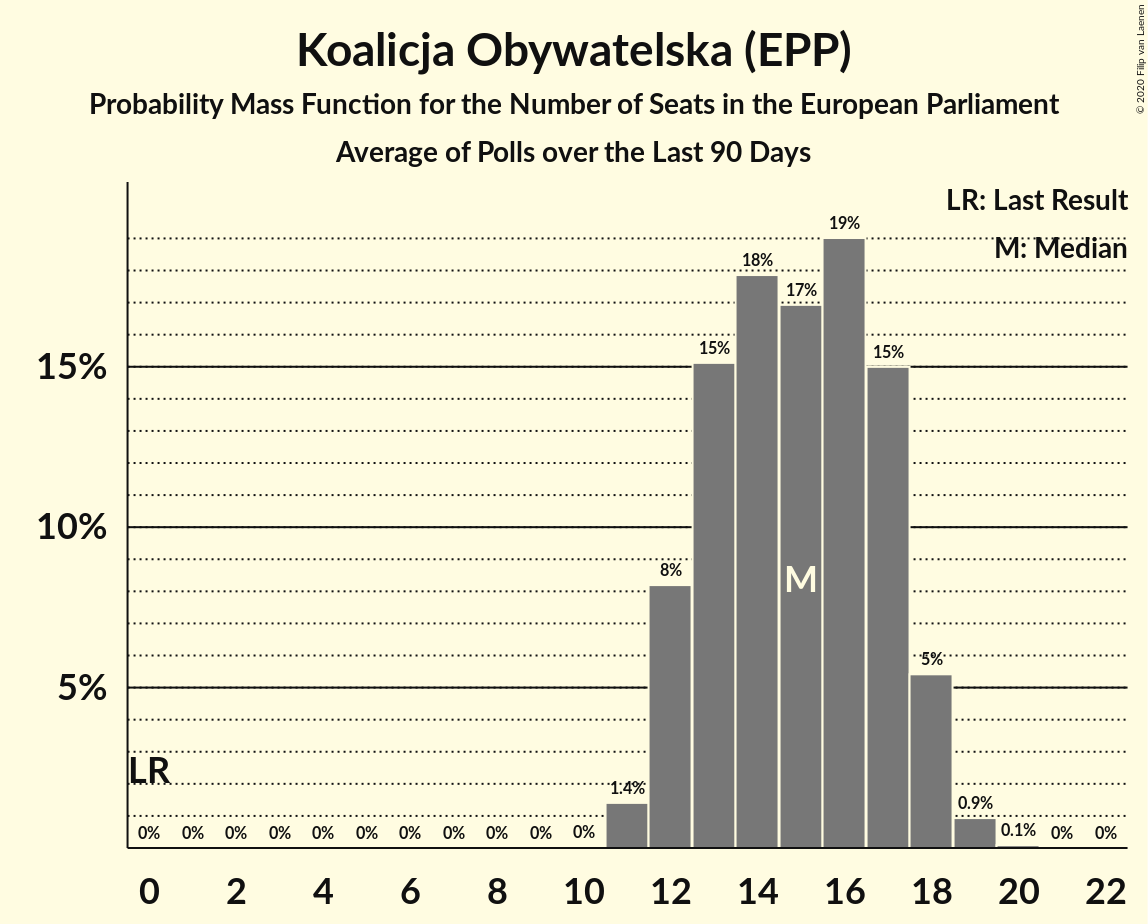 Koalicja Obywatelska (EPP)
Probability Mass Function for the Number of Seats in the European Parliament
Average of Polls over the Last 90 Days
© 2020 Filip van Laenen
LR: Last Result
M: Median
19%
18%
17%
15%
15%
15%
10%
8%
M
5%
5%
LR
1.4%
0.9%
0% 0% 0% 0% 0% 0% 0% 0% 0% 0% 0% 0.1% 0% 0%
0 2 4 6 8 10 12 14 16 18 20 22